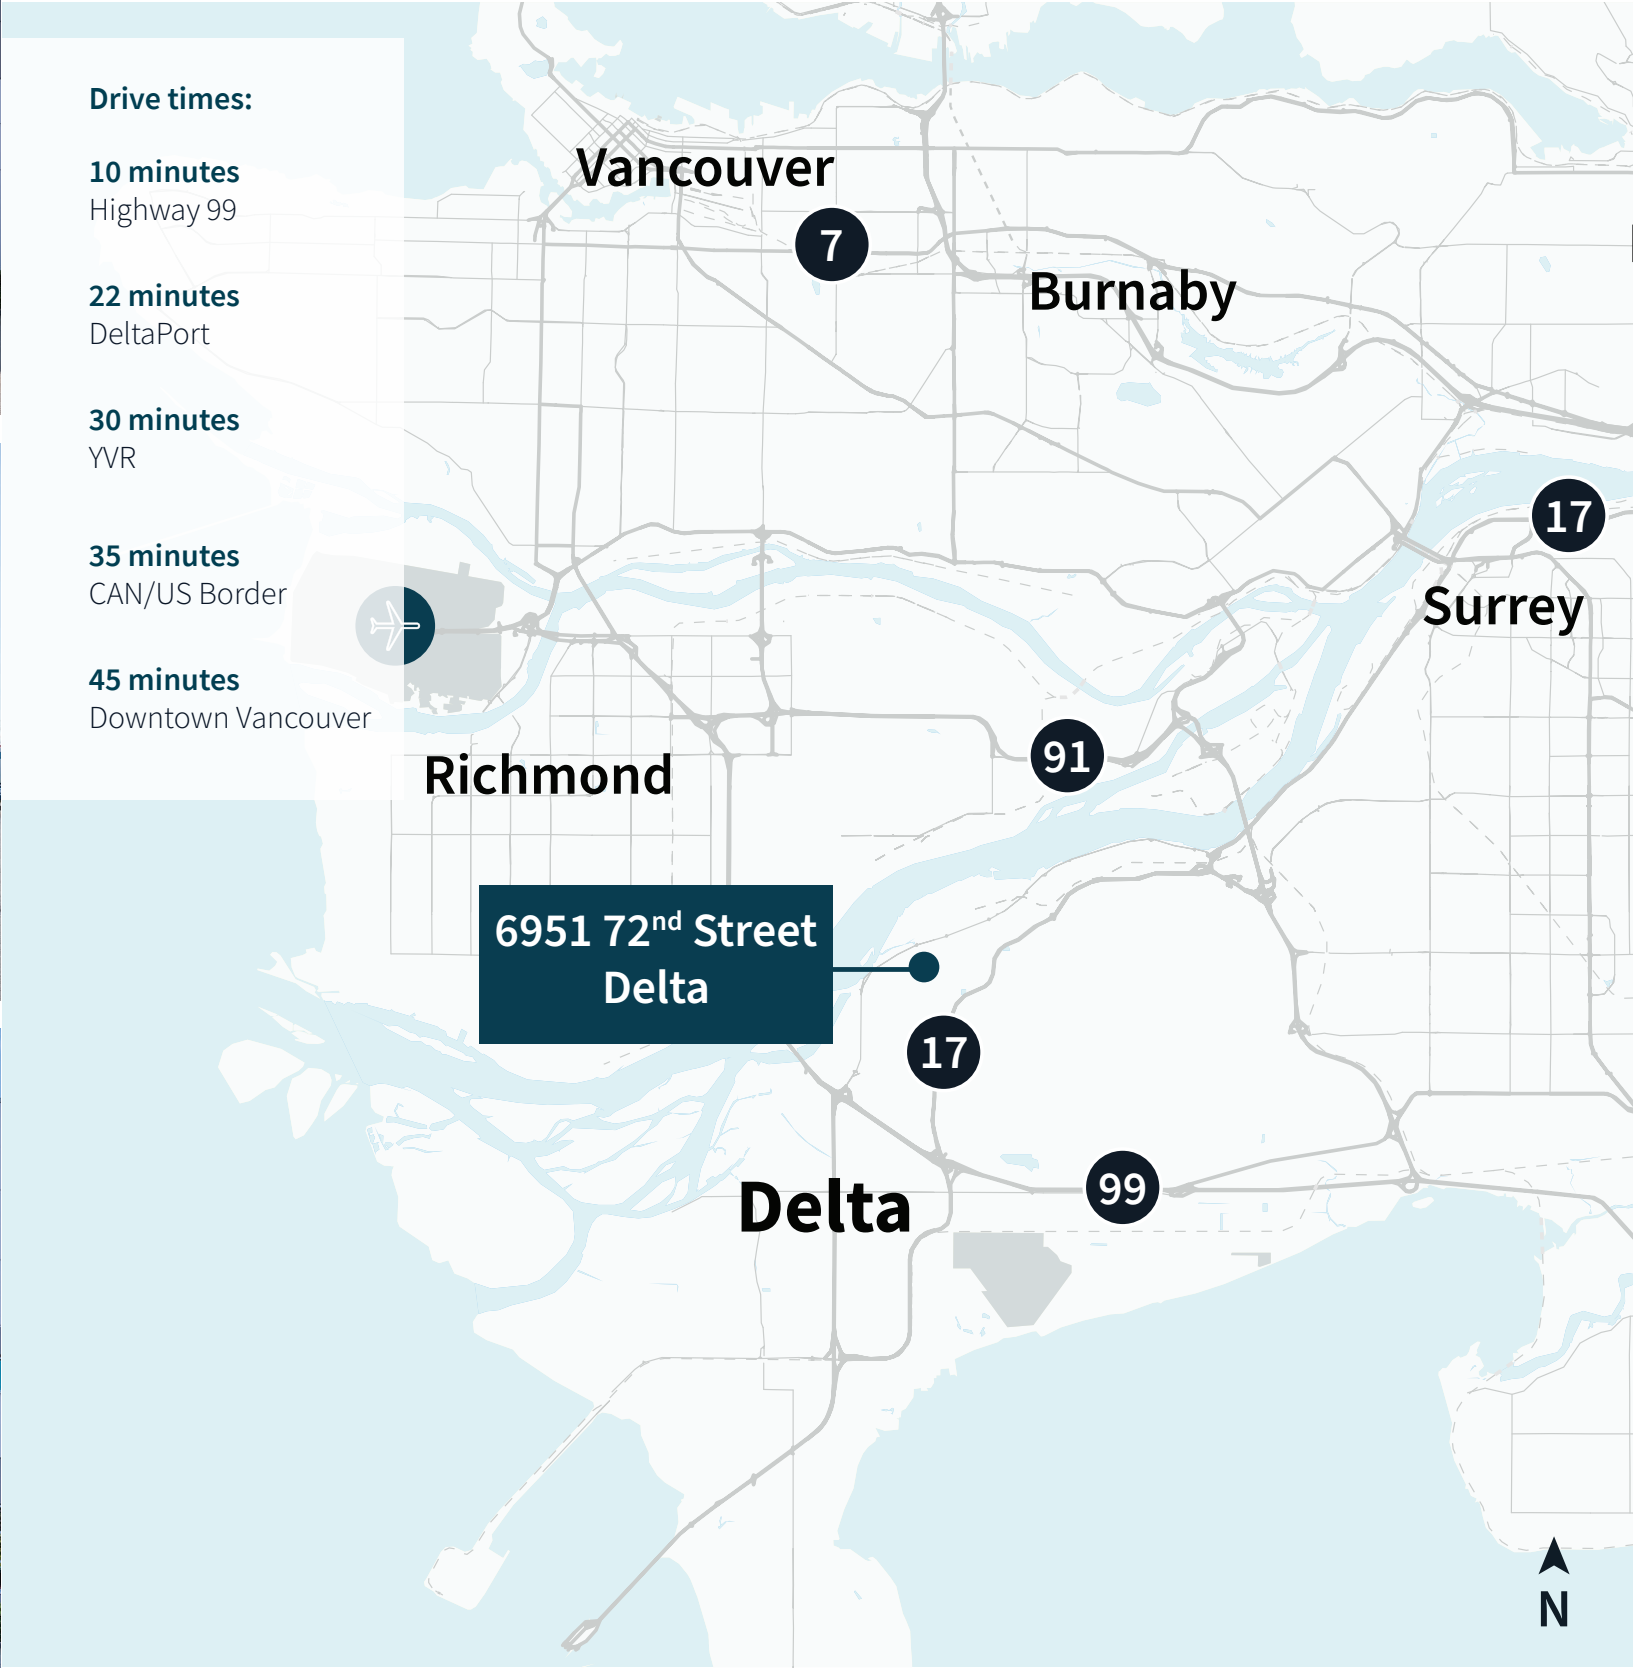 Drive times:
10 minutes
Highway 99
22 minutes
DeltaPort
30 minutes
YVR
35 minutes
CAN/US Border
45 minutes
Downtown Vancouver
Vancouver
7
Burnaby
17
Surrey
91
Richmond
6951 72nd Street
Delta
17
99
Delta
N